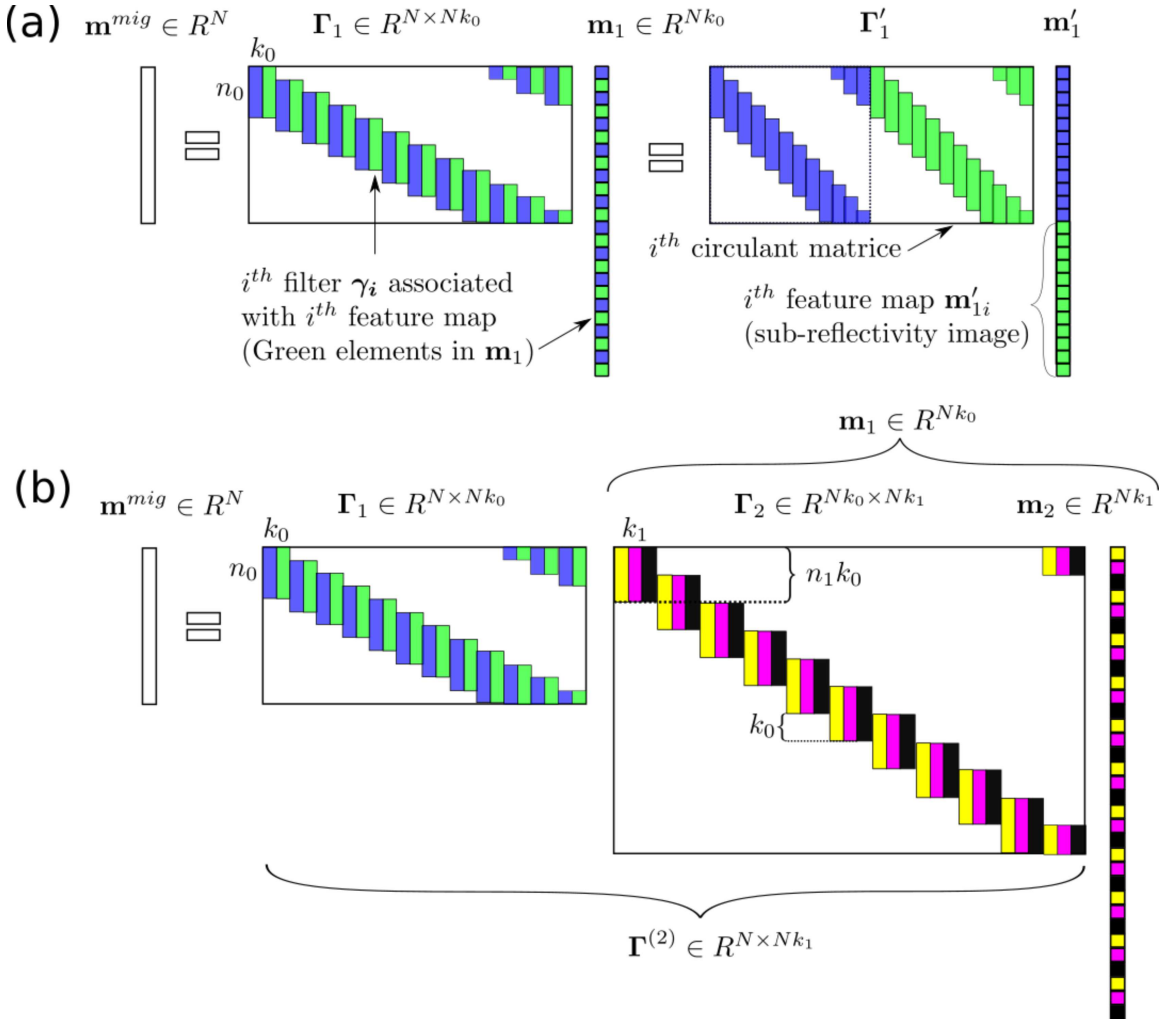 (a)
𝐦^{mig} ∈ R^N
𝚪_1 ∈ R^{N×Nk_0}
𝐦_1 ∈ R^{Nk_0}
𝚪′_1
𝐦′_1
k_0
n_0
=
=
i^{th} filter 𝜸_𝒊 associated
with i^{th} feature map
(Green elements in 𝐦_1)
i^{th} circulant matrice
i^{th} feature map 𝐦′_{1i}
(sub-reflectivity image)
𝐦_1 ∈ R^{Nk_0}
(b)
𝐦^{mig} ∈ R^N
𝚪_1 ∈ R^{N×Nk_0}
𝚪_2 ∈ R^{Nk_0×Nk_1}
𝐦_2 ∈ R^{Nk_1}
k_0
k_1
n_0
n_1k_0
=
k_0
𝚪^{(2)} ∈ R^{N×Nk_1}